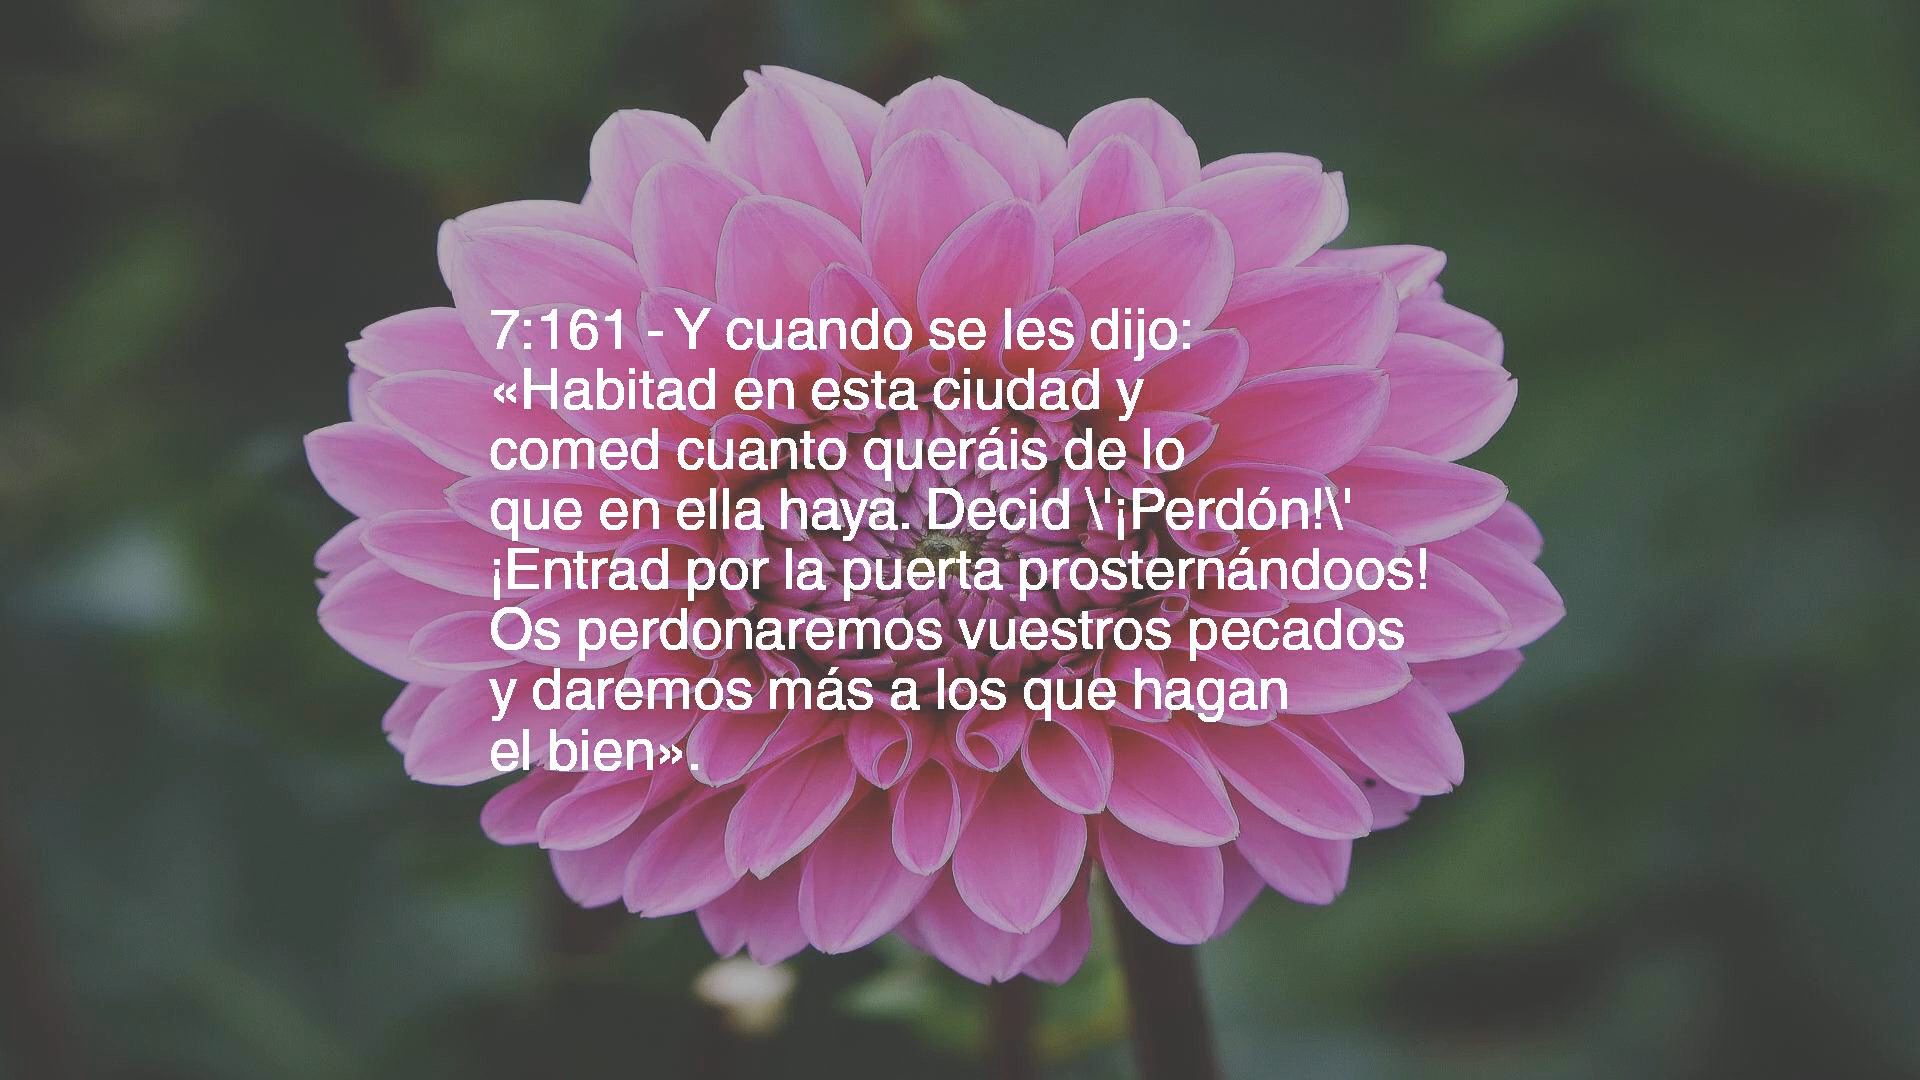 7:161 - Y cuando se les dijo:
«Habitad en esta ciudad y
comed cuanto queráis de lo
que en ella haya. Decid \'¡Perdón!\'
¡Entrad por la puerta prosternándoos!
Os perdonaremos vuestros pecados
y daremos más a los que hagan
el bien».